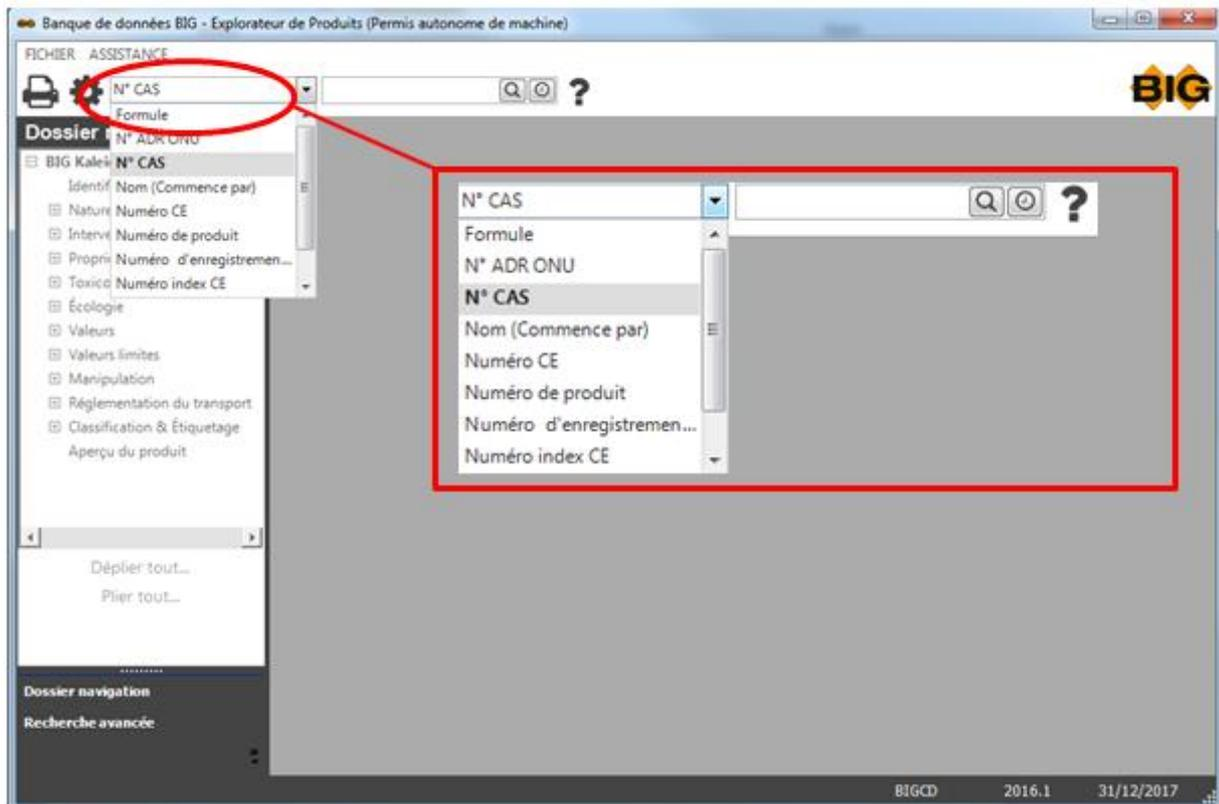 Banque de données BIG - Explorateur de Produits (Permis autonome de machine)
FICHIER ASSISTANCE
N° CAS
?
BIG
Formule
N° ADR ONU
N° CAS
Nom (Commence par)
Numéro CE
Numéro de produit
Numéro d'enregistremen...
Numéro index CE
Dossier
BIG Kalei
Identif
Nature
Interve
Propri
Toxico
Écologie
Valeurs
Valeurs limites
Manipulation
Réglementation du transport
Classification & Étiquetage
Aperçu du produit
Déplier tout...
Plier tout...
Dossier navigation
Recherche avancée
N° CAS
?
Formule
N° ADR ONU
N° CAS
Nom (Commence par)
Numéro CE
Numéro de produit
Numéro d'enregistremen...
Numéro index CE
BIGCD 2016.1 31/12/2017